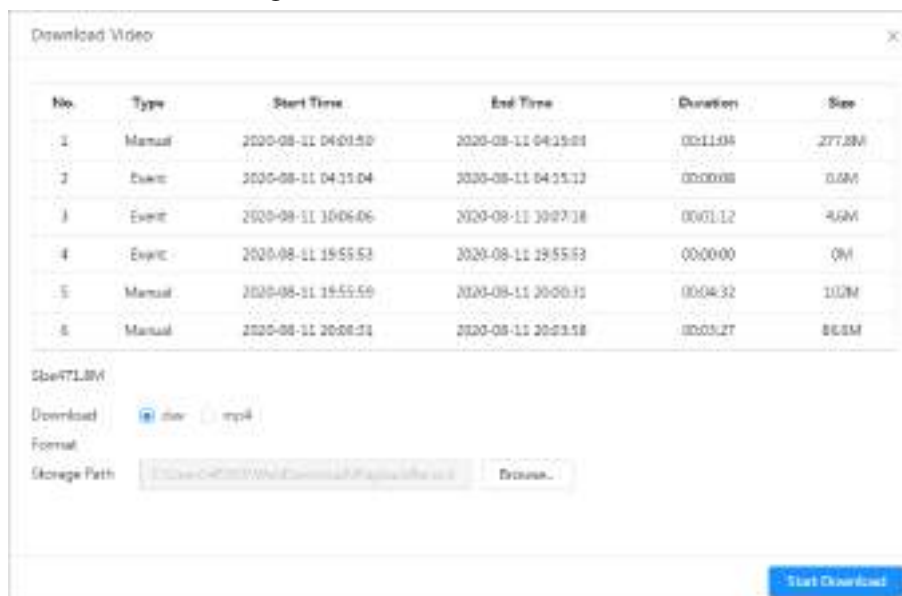 Download Video
No. Type Start Time End Time Duration Size
1 Manual 2020-08-11 04:03:59 2020-08-11 04:15:03 00:11:04 277.8M
2 Event 2020-08-11 04:15:04 2020-08-11 04:15:12 00:00:08 0.6M
3 Event 2020-08-11 10:06:06 2020-08-11 10:07:18 00:01:12 4.6M
4 Event 2020-08-11 19:55:53 2020-08-11 19:55:53 00:00:00 0M
5 Manual 2020-08-11 19:55:59 2020-08-11 20:00:31 00:04:32 102M
6 Manual 2020-08-11 20:00:31 2020-08-11 20:03:58 00:03:27
Size471.8M
Download dav mp4
Format
Storage Path Browse...
Start Download